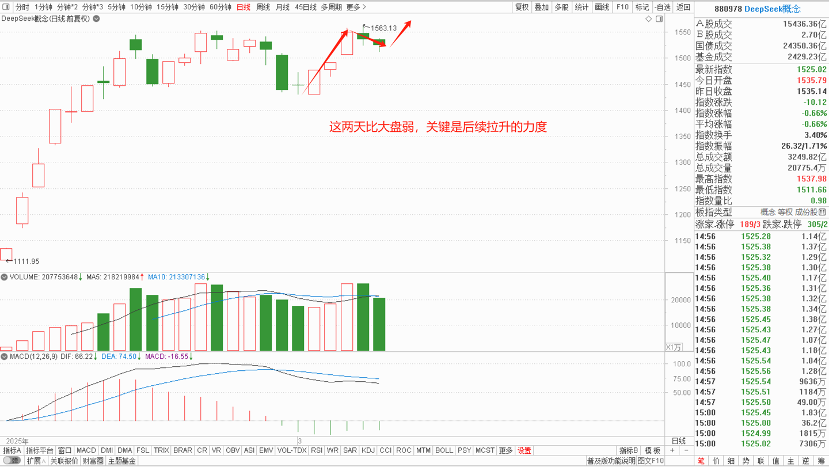 分时 1分钟 分钟*2 分钟*3 5分钟 10分钟 15分钟 30分钟 60分钟 日线 周线 月线 45日线 多周期 更多>
复权 叠加 多股 统计 画线 F10 标记 -自选 返回
DeepSeek概念(日线.前复权)
1563.13
1550
1500
1450
1400
1350
1300
1250
1200
1150
这两天比大盘弱，关键是后续拉升的力度
←1111.95
VOLUME: 207753648↓ MA5: 218219984↑ MA10: 213307136↓
20000
10000
X1万
MACD(12,26,9) DIF: 66.22↓ DEA: 74.50↓ MACD: -16.55↓
100.0
75.00
50.00
2025年
3
日线
指标A 指标平台 窗口 MACD DMI DMA FSL TRIX BRAR CR VR OBV ASI EMV VOL-TDX RSI WR SAR KDJ CCI ROC MTM BOLL PSY MCST 更多 设置
指标B 模板 + -
扩展∧ 关联报价 财富圈 主题基金
普及版功能说明 图文F10
880978 DeepSeek概念
A股成交 15436.36亿
B股成交 2.70亿
国债成交 24350.36亿
基金成交 2429.23亿
最新指数 1525.02
今日开盘 1535.79
昨日收盘 1535.14
指数涨跌 -10.12
指数涨幅 -0.66%
平均涨幅 -0.66%
指数换手 3.40%
指数振幅 26.32/1.71%
总成交额 3249.82亿
总成交量 20775.4万
最高指数 1537.98
最低指数 1511.66
指数量比 0.98
板指类型 概念 等权 成份股
涨家.涨停 189/3 跌家.跌停 305/2
14:56 1525.28 1.14亿
14:56 1525.38 1.37亿
14:56 1525.32 1.29亿
14:56 1525.38 1.30亿
14:56 1525.40 1.17亿
14:56 1525.36 1.31亿
14:56 1525.38 1.32亿
14:56 1525.38 1.34亿
14:56 1525.45 1.38亿
14:56 1525.43 1.27亿
14:56 1525.47 1.07亿
14:56 1525.43 1.18亿
14:56 1525.54 1.04亿
14:56 1525.56 1.28亿
14:57 1525.54 9636万
14:57 1525.51 1184万
14:57 1525.50 49.00万
15:00 1525.45 1.83亿
15:00 1525.00 36.2亿
15:00 1524.99 1815万
15:00 1525.02 7306万
笔 价 细 势 联 值 主 逆 筹